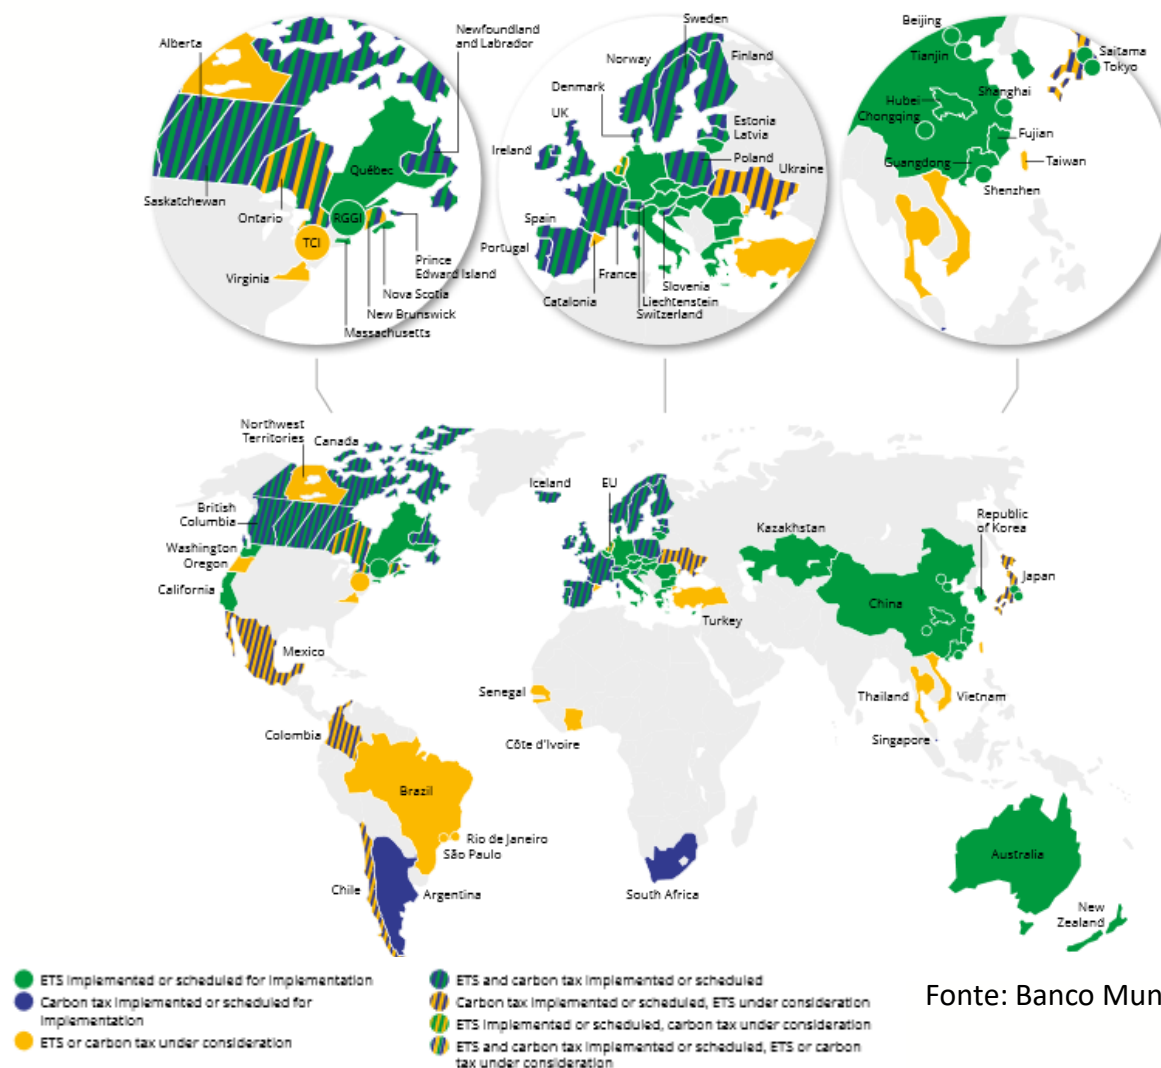 Alberta
Newfoundland
and Labrador
Saskatchewan
Ontario
Québec
RGGI
TCI
Virginia
Prince
Edward Island
Nova Scotia
New Brunswick
Massachusetts
Sweden
Norway
Finland
Denmark
UK
Estonia
Latvia
Ireland
Poland
Ukraine
Spain
Portugal
France
Slovenia
Catalonia
Liechtenstein
Switzerland
Beijing
Tianjin
Saitama
Tokyo
Shanghai
Hubei
Chongqing
Fujian
Guangdong
Taiwan
Shenzhen
Northwest
Territories
Canada
British
Columbia
Washington
Oregon
California
Mexico
Iceland
EU
Kazakhstan
Republic
of Korea
Japan
China
Turkey
Senegal
Côte d'Ivoire
Thailand
Vietnam
Singapore
Colombia
Brazil
Rio de Janeiro
São Paulo
Chile
Argentina
South Africa
Australia
New
Zealand
ETS implemented or scheduled for implementation
Carbon tax implemented or scheduled for
implementation
ETS or carbon tax under consideration
ETS and carbon tax implemented or scheduled
Carbon tax implemented or scheduled, ETS under consideration
ETS implemented or scheduled, carbon tax under consideration
ETS and carbon tax implemented or scheduled, ETS or carbon
tax under consideration
Fonte: Banco Mun